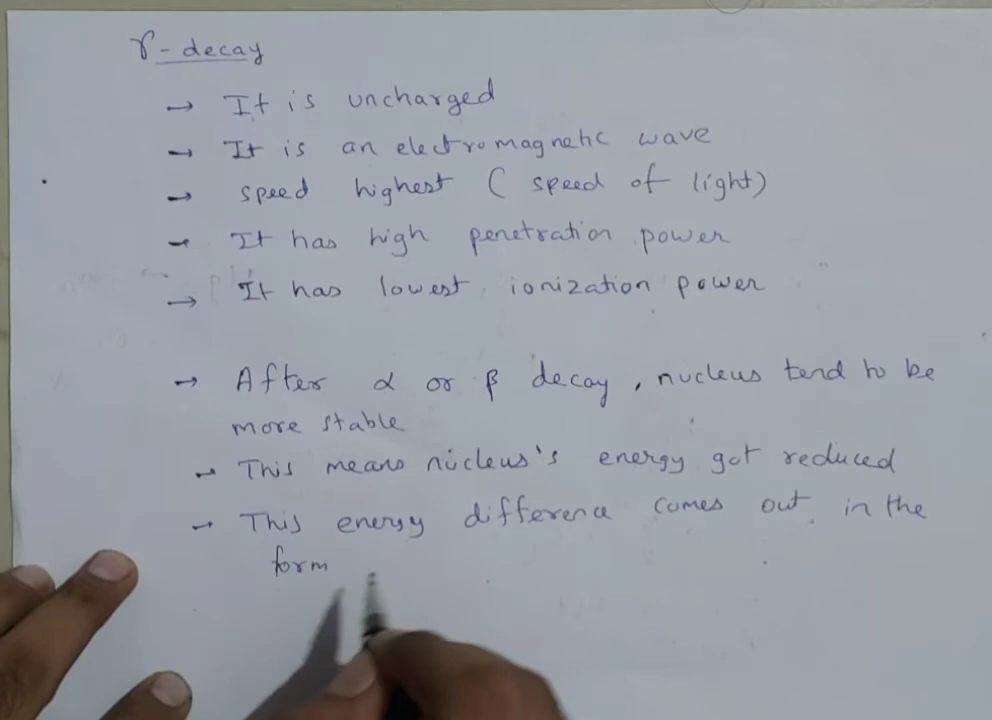 γ-decay
→ It is uncharged
→ It is an electromagnetic wave
→ speed highest ( speed of light)
→ It has high penetration power
→ It has lowest ionization power
→ After α or β decay, nucleus tend to be
more stable
→ This means nucleus's energy got reduced
→ This energy difference comes out in the
form